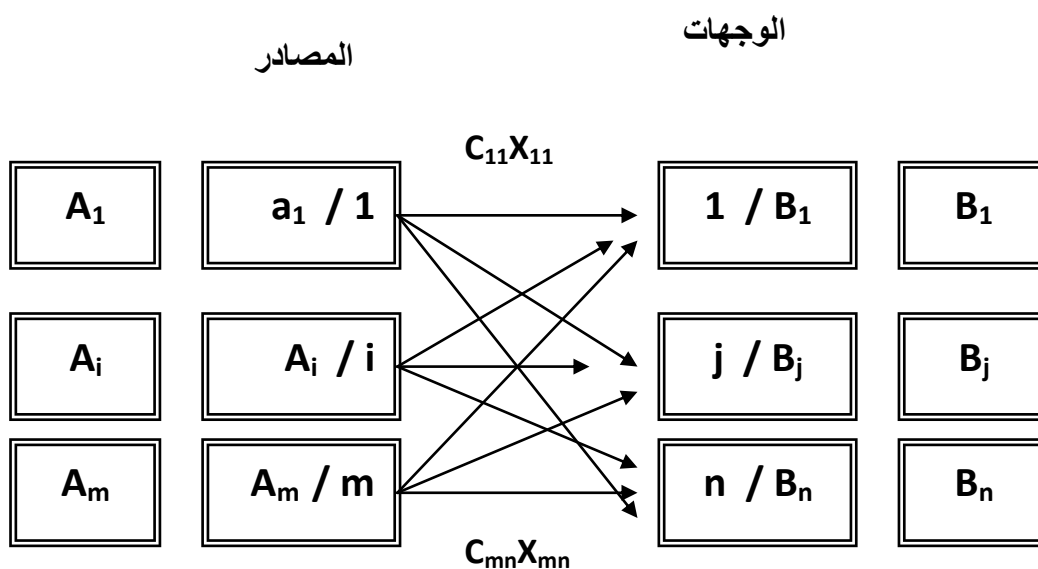 الوجهات
المصادر
C₁₁X₁₁
A₁ a₁ / 1 1 / B₁ B₁
Aᵢ Aᵢ / i j / Bⱼ Bⱼ
Aₘ Aₘ / m n / Bₙ Bₙ
CₘₙXₘₙ